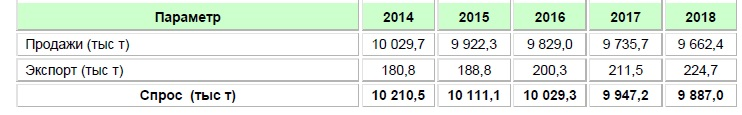 Параметр 2014 2015 2016 2017 2018
Продажи (тыс т) 10 029,7 9 922,3 9 829,0 9 735,7 9 662,4
Экспорт (тыс т) 180,8 188,8 200,3 211,5 224,7
Спрос (тыс т) 10 210,5 10 111,1 10 029,3 9 947,2 9 887,0